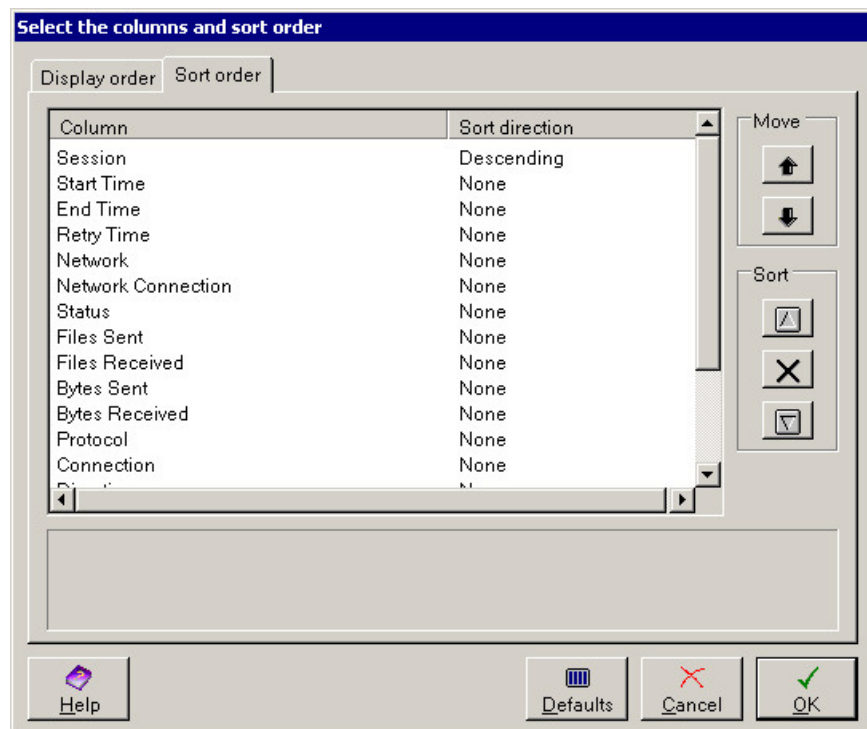 Select the columns and sort order
Display order Sort order
Column Sort direction
Session Descending
Start Time None
End Time None
Retry Time None
Network None
Network Connection None
Status None
Files Sent None
Files Received None
Bytes Sent None
Bytes Received None
Protocol None
Connection None
Move
Sort
Help Defaults Cancel OK